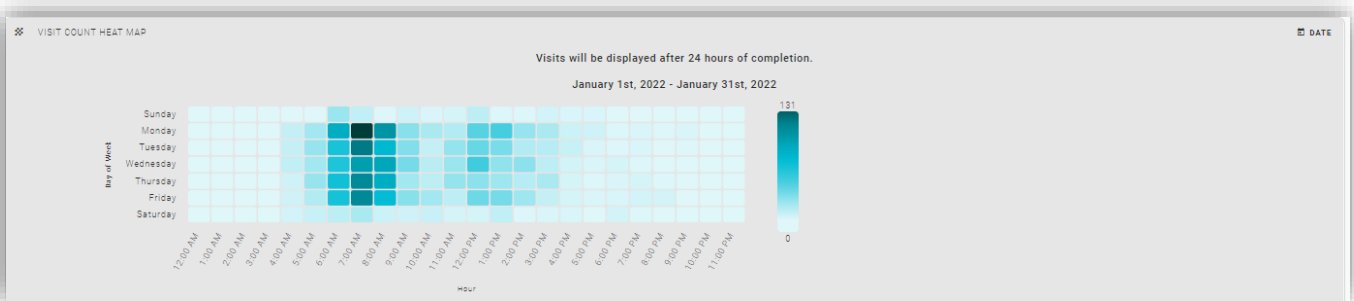 VISIT COUNT HEAT MAP
DATE
Visits will be displayed after 24 hours of completion.
January 1st, 2022 - January 31st, 2022
131
Sunday
Monday
Tuesday
Wednesday
Thursday
Friday
Saturday
Day of Week
0
12:00 AM
1:00 AM
2:00 AM
3:00 AM
4:00 AM
5:00 AM
6:00 AM
7:00 AM
8:00 AM
9:00 AM
10:00 AM
11:00 AM
12:00 PM
1:00 PM
2:00 PM
3:00 PM
4:00 PM
5:00 PM
6:00 PM
7:00 PM
8:00 PM
9:00 PM
10:00 PM
11:00 PM
Hour